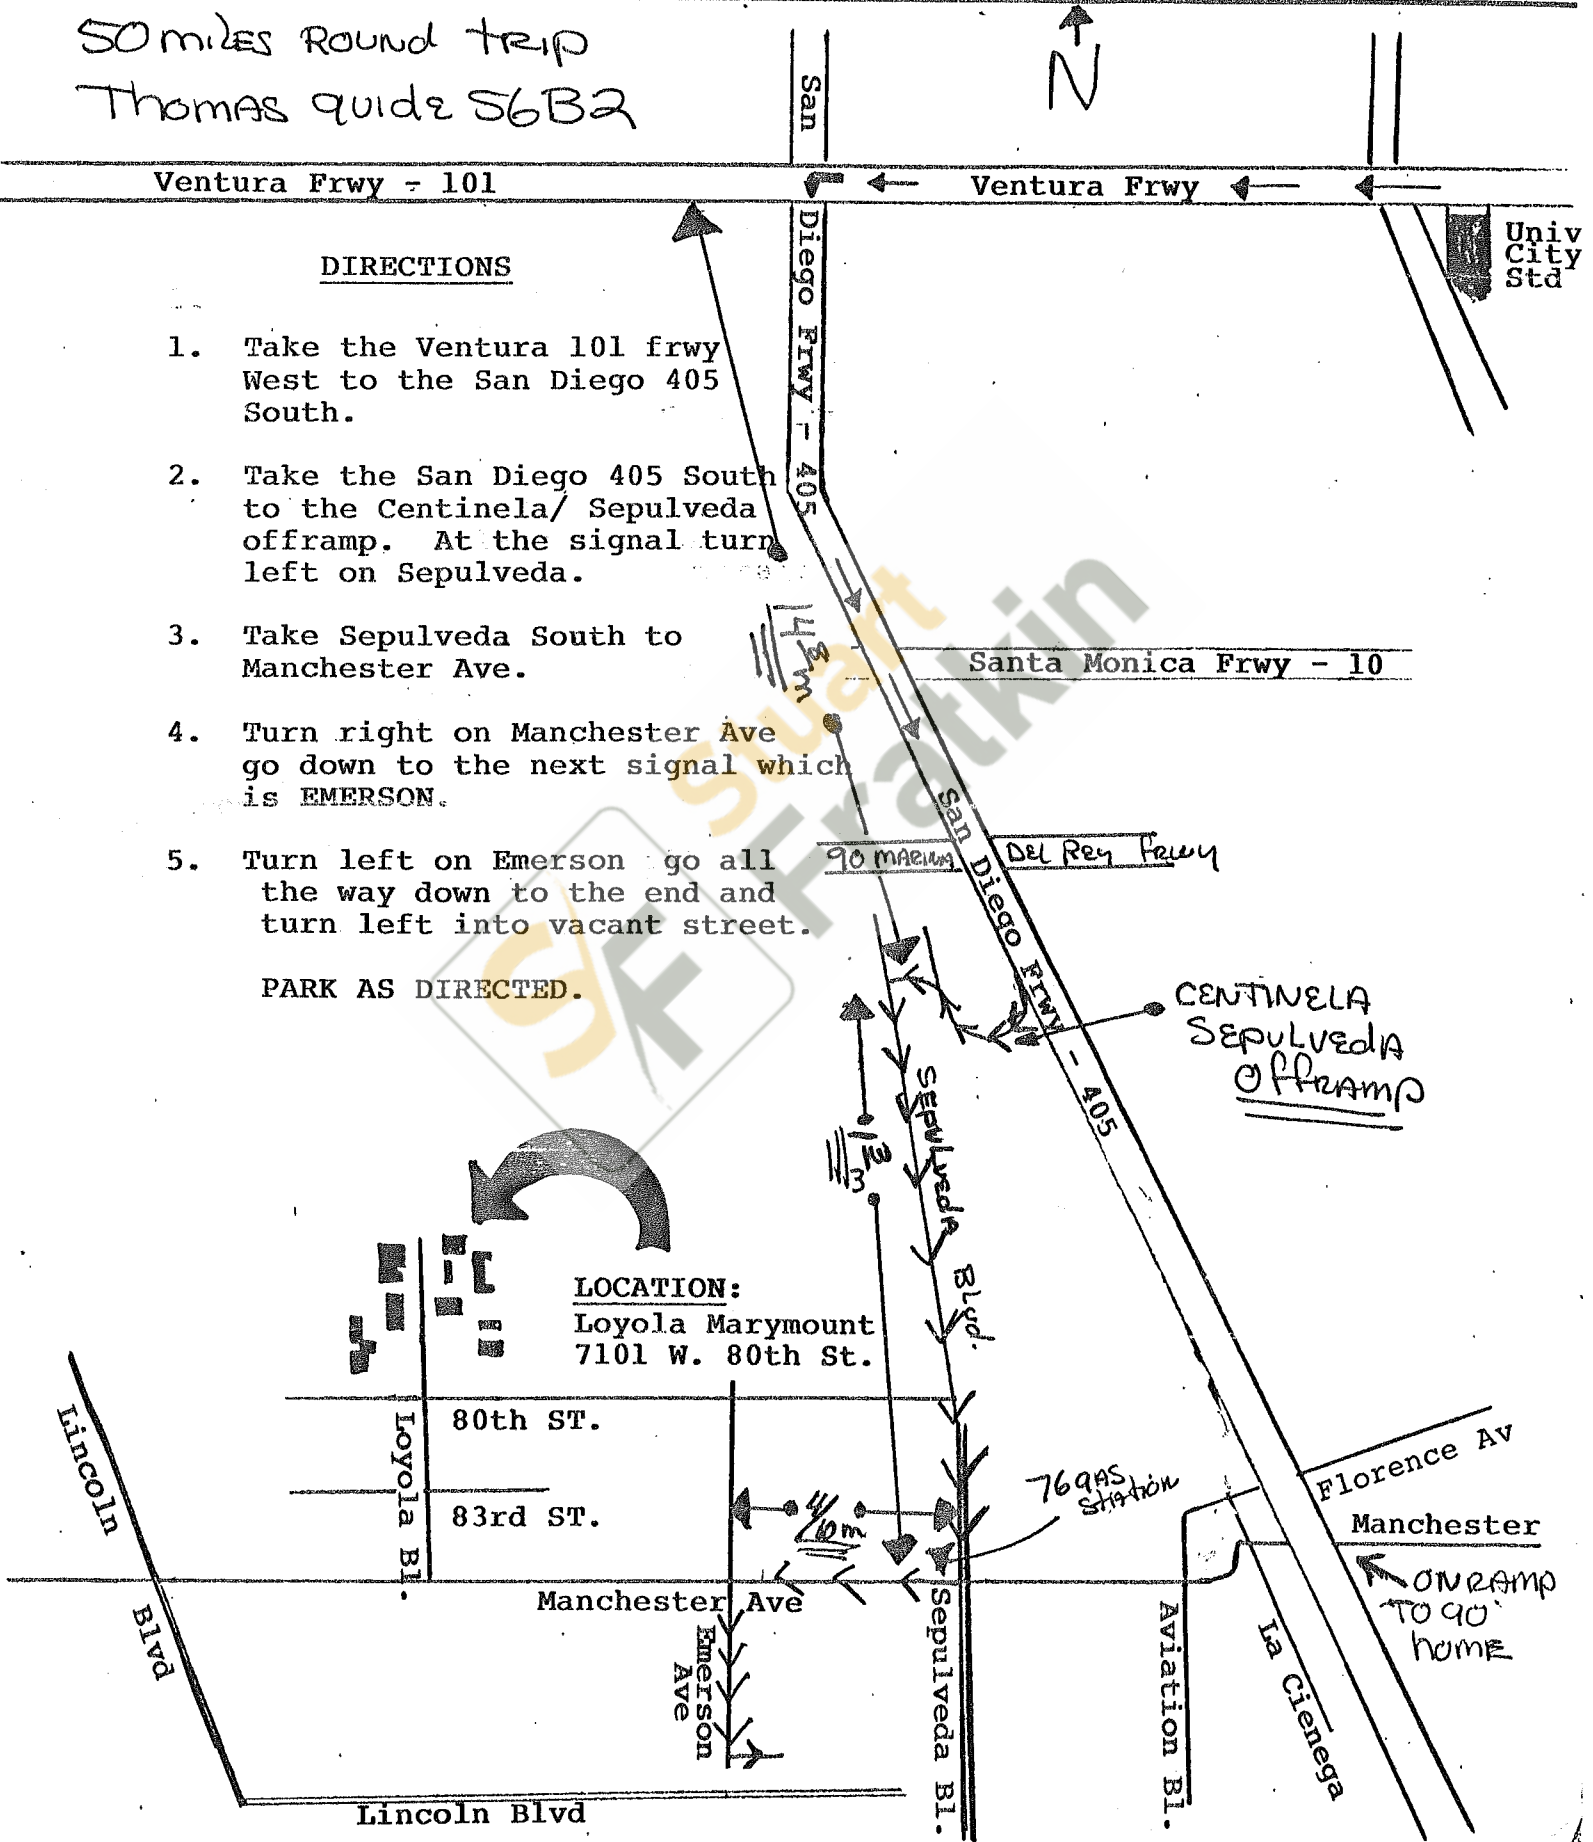 50 miles Round trip
Thomas guide 56B2
N
San
Ventura Frwy - 101
Ventura Frwy
Univ
City
Std
Diego Frwy - 405
DIRECTIONS
1. Take the Ventura 101 frwy
West to the San Diego 405
South.
2. Take the San Diego 405 South
to the Centinela/ Sepulveda
offramp. At the signal turn
left on Sepulveda.
3. Take Sepulveda South to
Manchester Ave.
4. Turn right on Manchester Ave
go down to the next signal which
is EMERSON.
5. Turn left on Emerson go all
the way down to the end and
turn left into vacant street.
PARK AS DIRECTED.
Santa Monica Frwy - 10
Stuart
Fratkin
S/F
90 MARINA
DEL REY FRWY
San Diego Frwy - 405
CENTINELA
SEPULVEDA
OffRAMP
SEPULVEDA Blvd.
LOCATION:
Loyola Marymount
7101 W. 80th St.
80th ST.
83rd ST.
Loyola Bl.
Lincoln
Blvd
76 GAS
STATION
Florence Av
Manchester
ONRAMP
TO go
home
Manchester Ave
Emerson
Ave
Sepulveda Bl.
Aviation Bl.
La Cienega
Lincoln Blvd